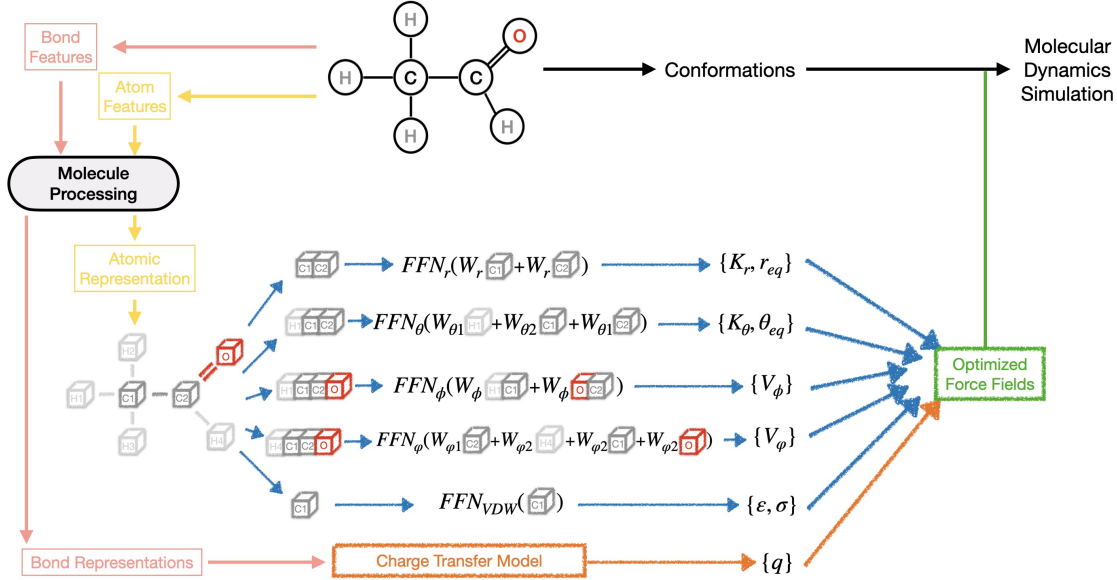 Bond
Features
Atom
Features
H
H
C
C
O
H
H
Conformations
Molecular
Dynamics
Simulation
Molecule
Processing
Atomic
Representation
H2
O
H1
C1
C2
H3
H4
C1 C2
FFN_r(W_r C1 + W_r C2)
{K_r, r_eq}
H1 C1 C2
FFN_θ(W_θ1 H1 + W_θ2 C1 + W_θ1 C2)
{K_θ, θ_eq}
H1 C1 C2 O
FFN_ϕ(W_ϕ H1 C1 + W_ϕ O C2)
{V_ϕ}
H4 C1 C2 O
FFN_φ(W_φ1 C2 + W_φ2 H4 + W_φ2 C1 + W_φ2 O)
{V_φ}
C1
FFN_VDW(C1)
{ε, σ}
Optimized
Force Fields
Bond Representations
Charge Transfer Model
{q}